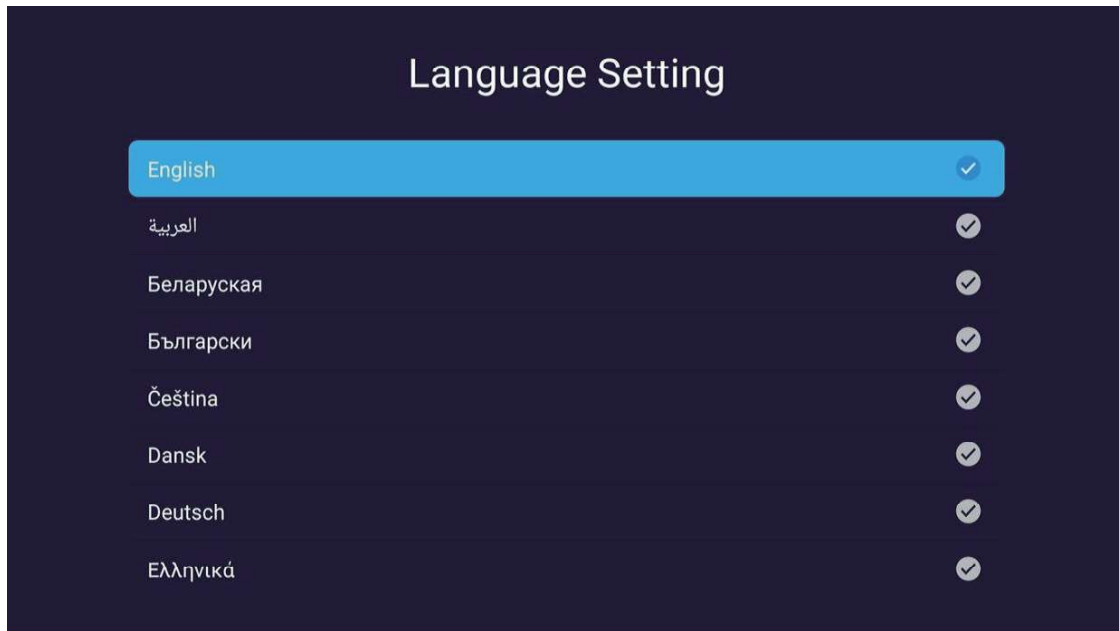 Language Setting
English
العربية
Беларуская
Български
Čeština
Dansk
Deutsch
Ελληνικά